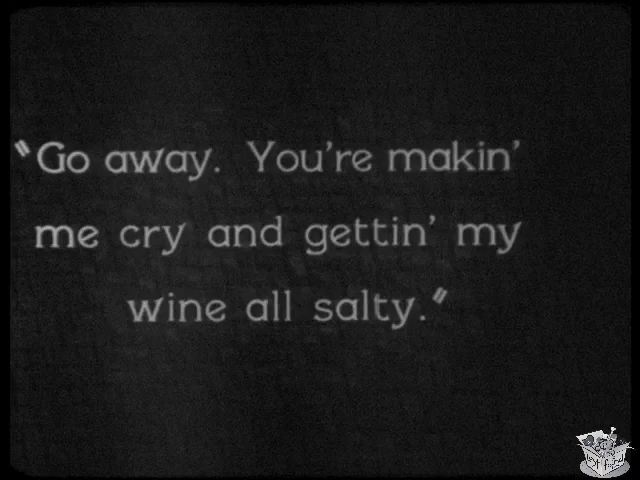 "Go away. You're makin'
me cry and gettin' my
wine all salty."